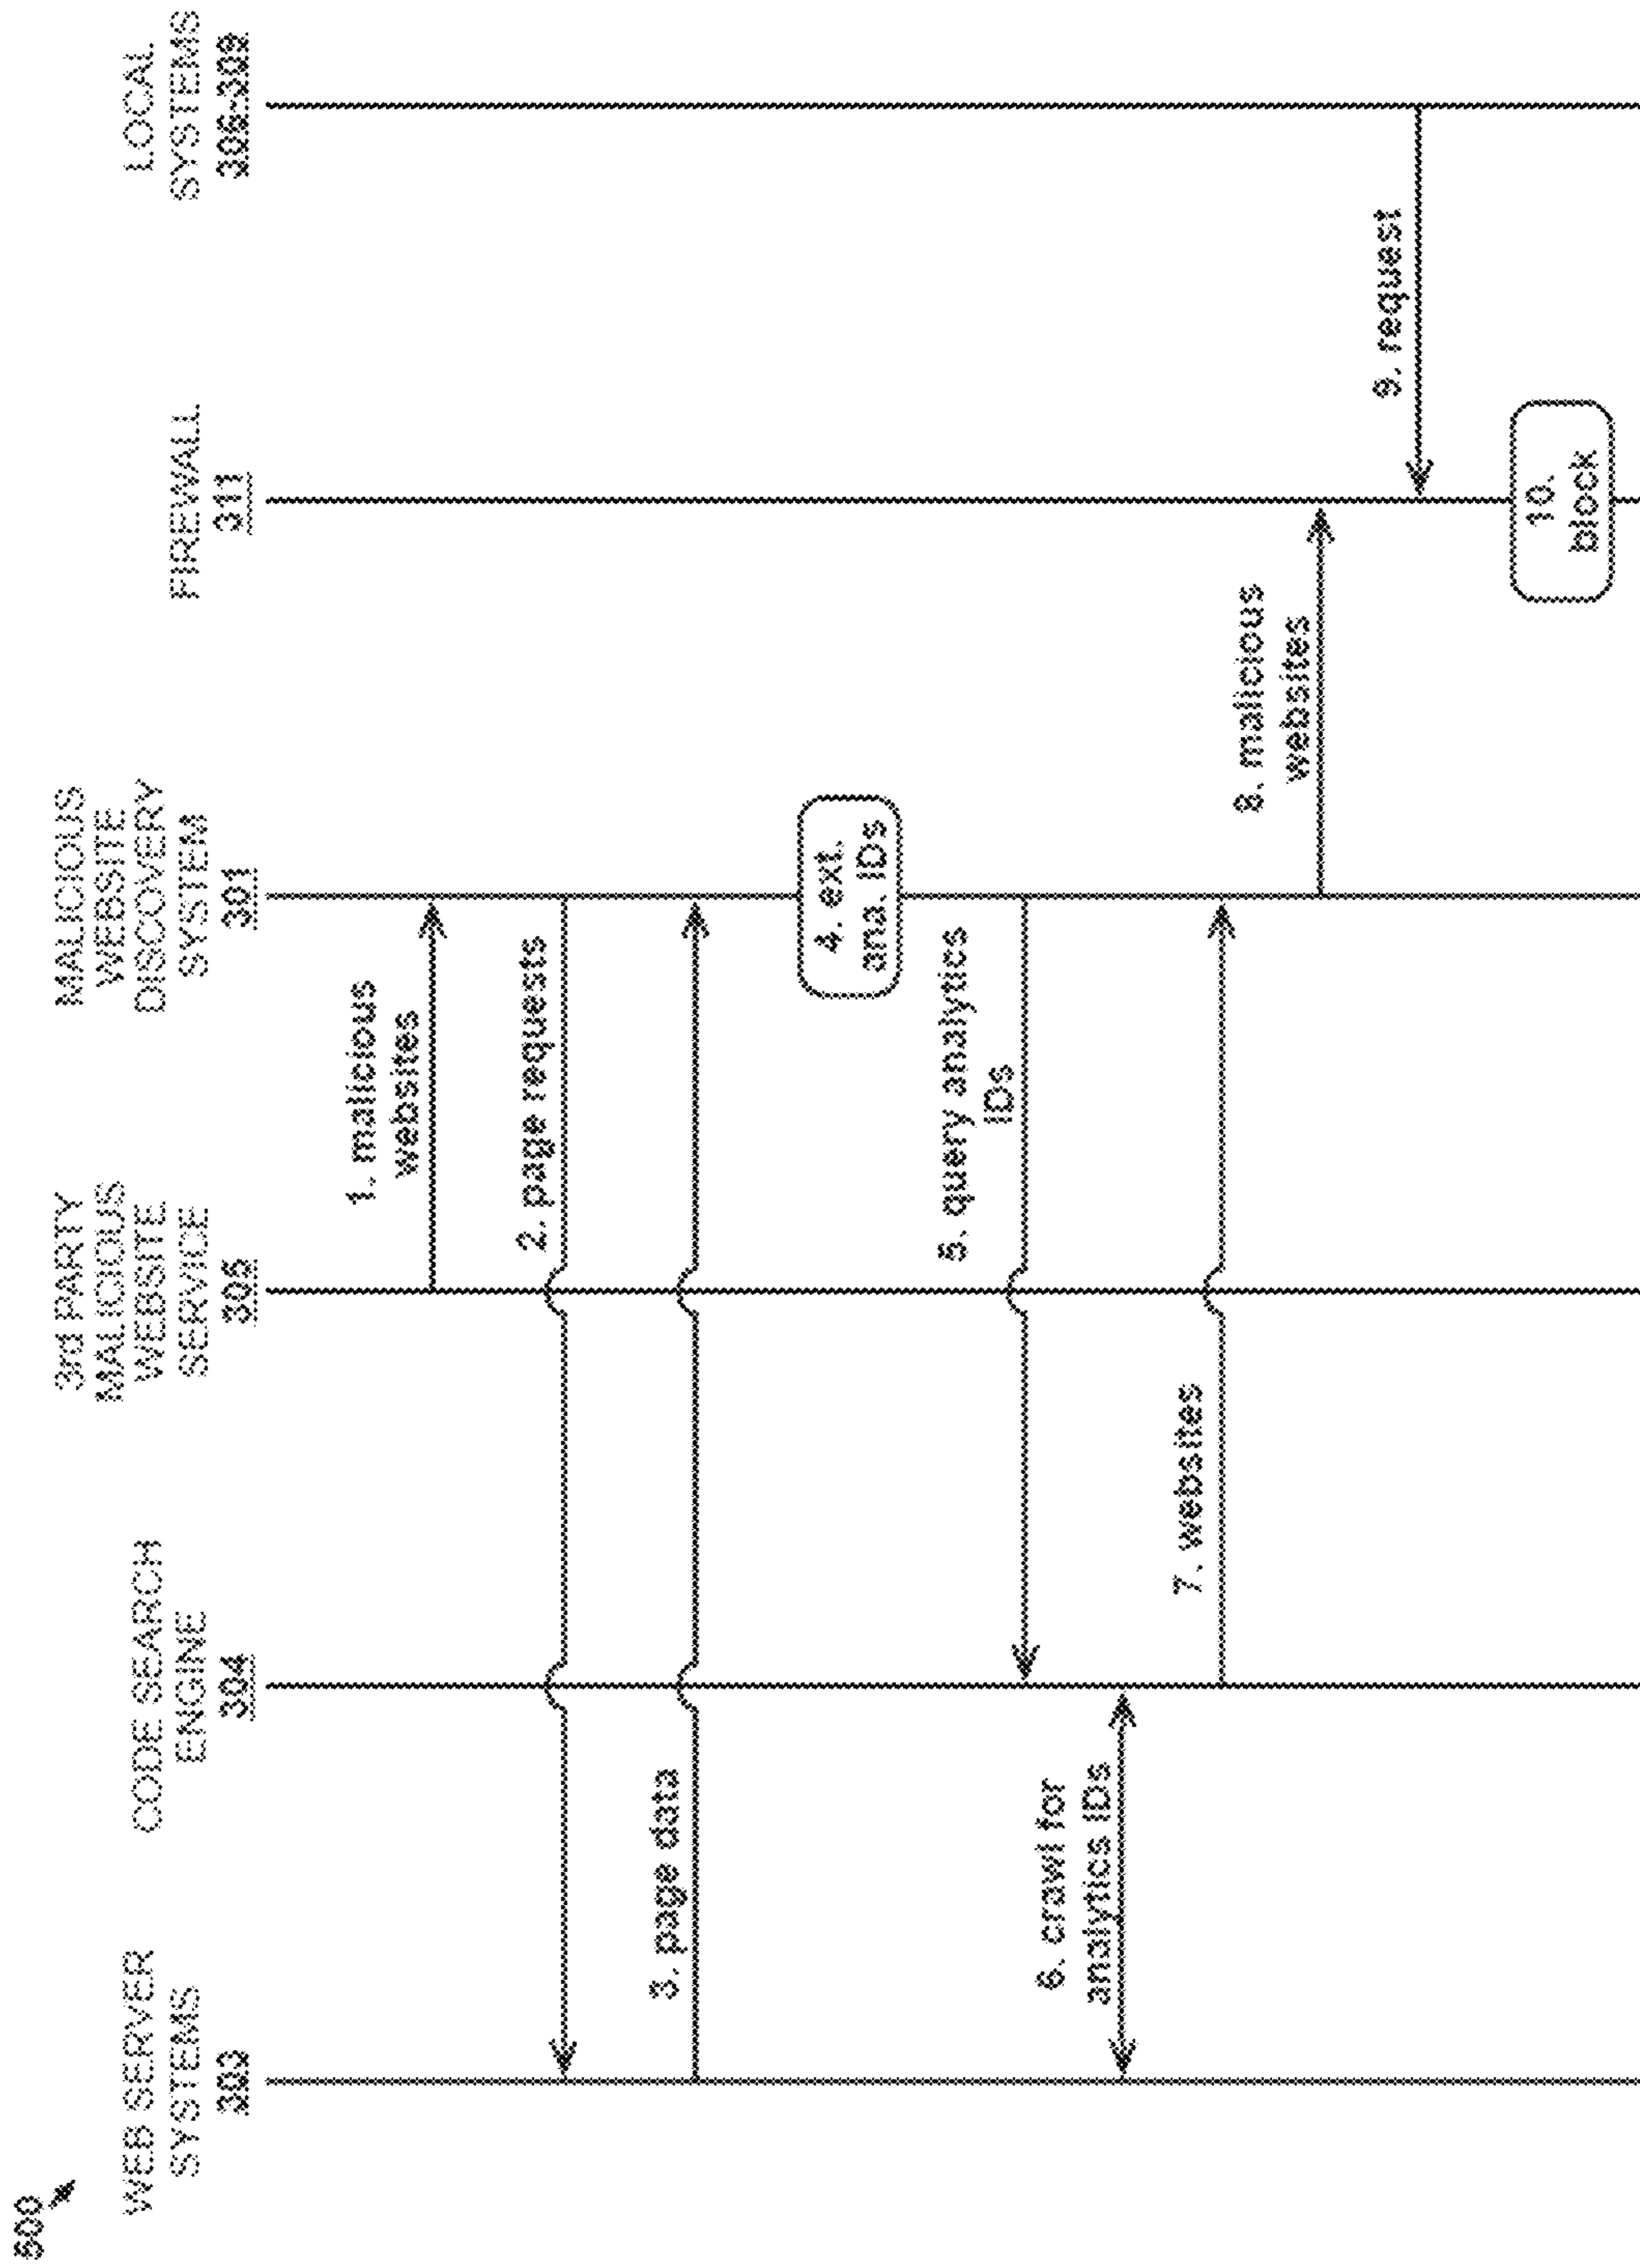 500
WEB SERVER
SYSTEMS
303
CODE SEARCH
ENGINE
304
3rd PARTY
MALICIOUS
WEBSITE
SERVICE
305
MALICIOUS
WEBSITE
DISCOVERY
SYSTEM
301
FIREWALL
311
LOCAL
SYSTEMS
306-309
1. malicious
websites
2. page requests
3. page data
4. ext.
ana. IDs
5. query analytics
IDs
6. crawl for
analytics IDs
7. websites
8. malicious
websites
9. request
10.
block